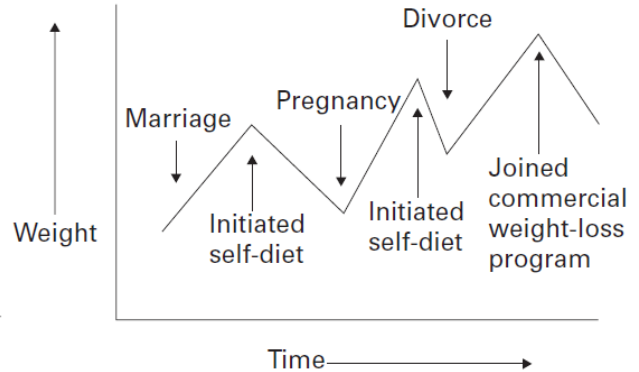 Divorce
Pregnancy
Marriage
Initiated
self-diet
Initiated
self-diet
Joined
commercial
weight-loss
program
Weight
Time